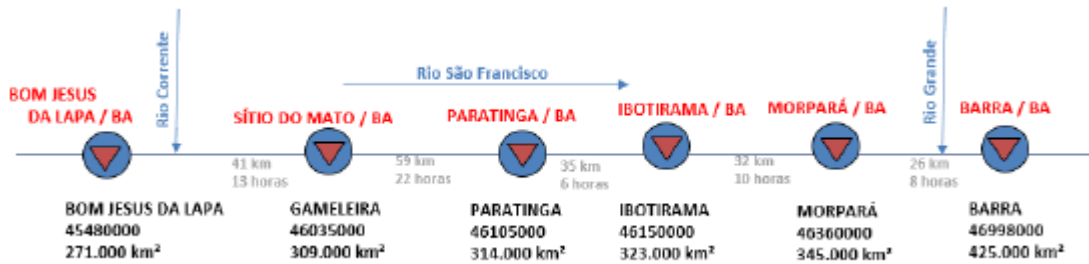 Rio Corrente
Rio São Francisco
Rio Grande
BOM JESUS
DA LAPA / BA
SÍTIO DO MATO / BA
PARATINGA / BA
IBOTIRAMA / BA
MORPARÁ / BA
BARRA / BA
41 km
13 horas
59 km
22 horas
35 km
6 horas
32 km
10 horas
26 km
8 horas
BOM JESUS DA LAPA
45480000
271.000 km²
GAMELEIRA
46035000
309.000 km²
PARATINGA
46105000
314.000 km²
IBOTIRAMA
46150000
323.000 km²
MORPARÁ
46360000
345.000 km²
BARRA
46998000
425.000 km²